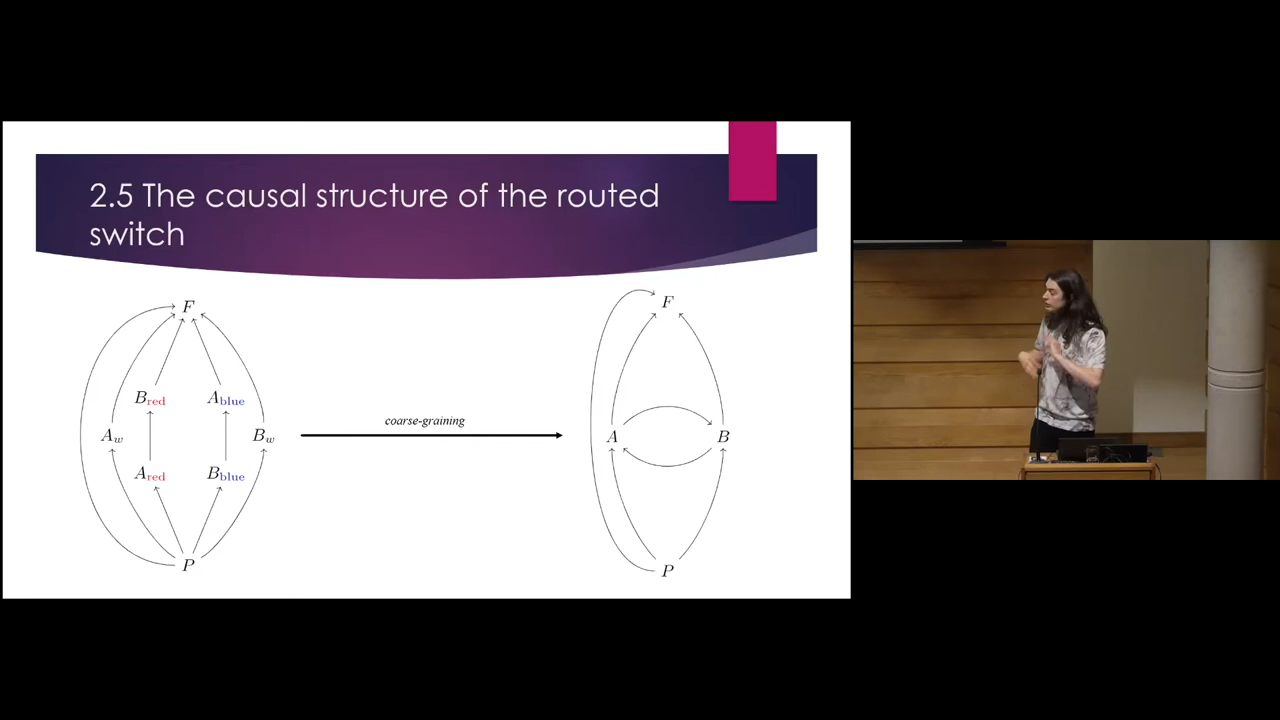 2.5 The causal structure of the routed
switch
F
F
B_red
A_blue
coarse-graining
A_w
B_w
A
B
A_red
B_blue
P
P